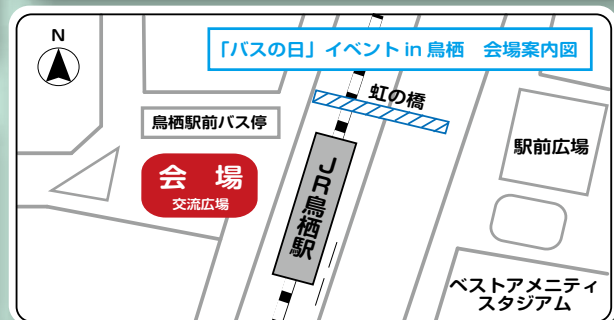 N
「バスの日」イベント in 鳥栖　会場案内図
虹の橋
鳥栖駅前バス停
駅前広場
会　場
交流広場
JR鳥栖駅
ベストアメニティ
スタジアム